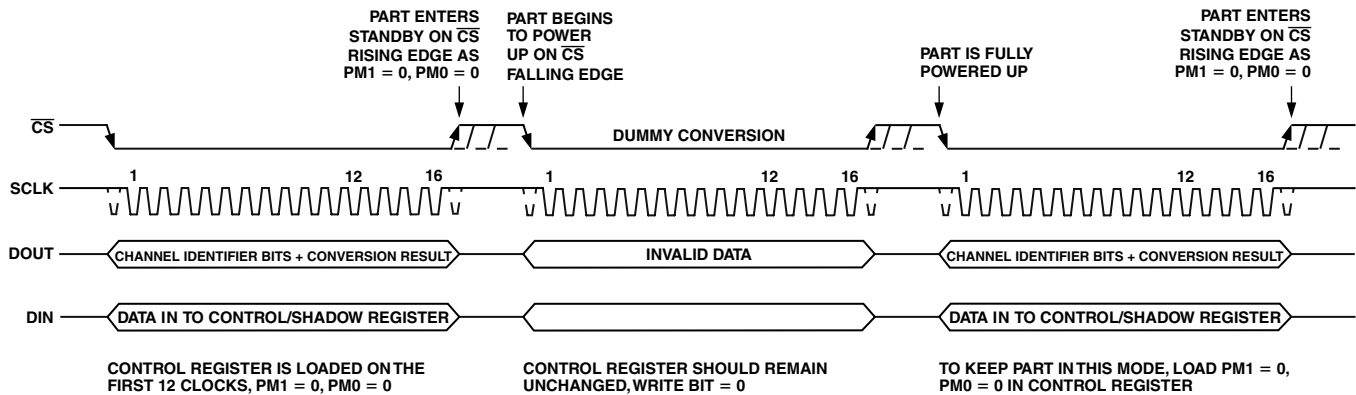 PART ENTERS
STANDBY ON CS
RISING EDGE AS
PM1 = 0, PM0 = 0
PART BEGINS
TO POWER
UP ON CS
FALLING EDGE
PART IS FULLY
POWERED UP
PART ENTERS
STANDBY ON CS
RISING EDGE AS
PM1 = 0, PM0 = 0
CS
DUMMY CONVERSION
SCLK
1 12 16
1 12 16
1 12 16
DOUT
CHANNEL IDENTIFIER BITS + CONVERSION RESULT
INVALID DATA
CHANNEL IDENTIFIER BITS + CONVERSION RESULT
DIN
DATA IN TO CONTROL/SHADOW REGISTER
DATA IN TO CONTROL/SHADOW REGISTER
CONTROL REGISTER IS LOADED ON THE
FIRST 12 CLOCKS, PM1 = 0, PM0 = 0
CONTROL REGISTER SHOULD REMAIN
UNCHANGED, WRITE BIT = 0
TO KEEP PART IN THIS MODE, LOAD PM1 = 0,
PM0 = 0 IN CONTROL REGISTER